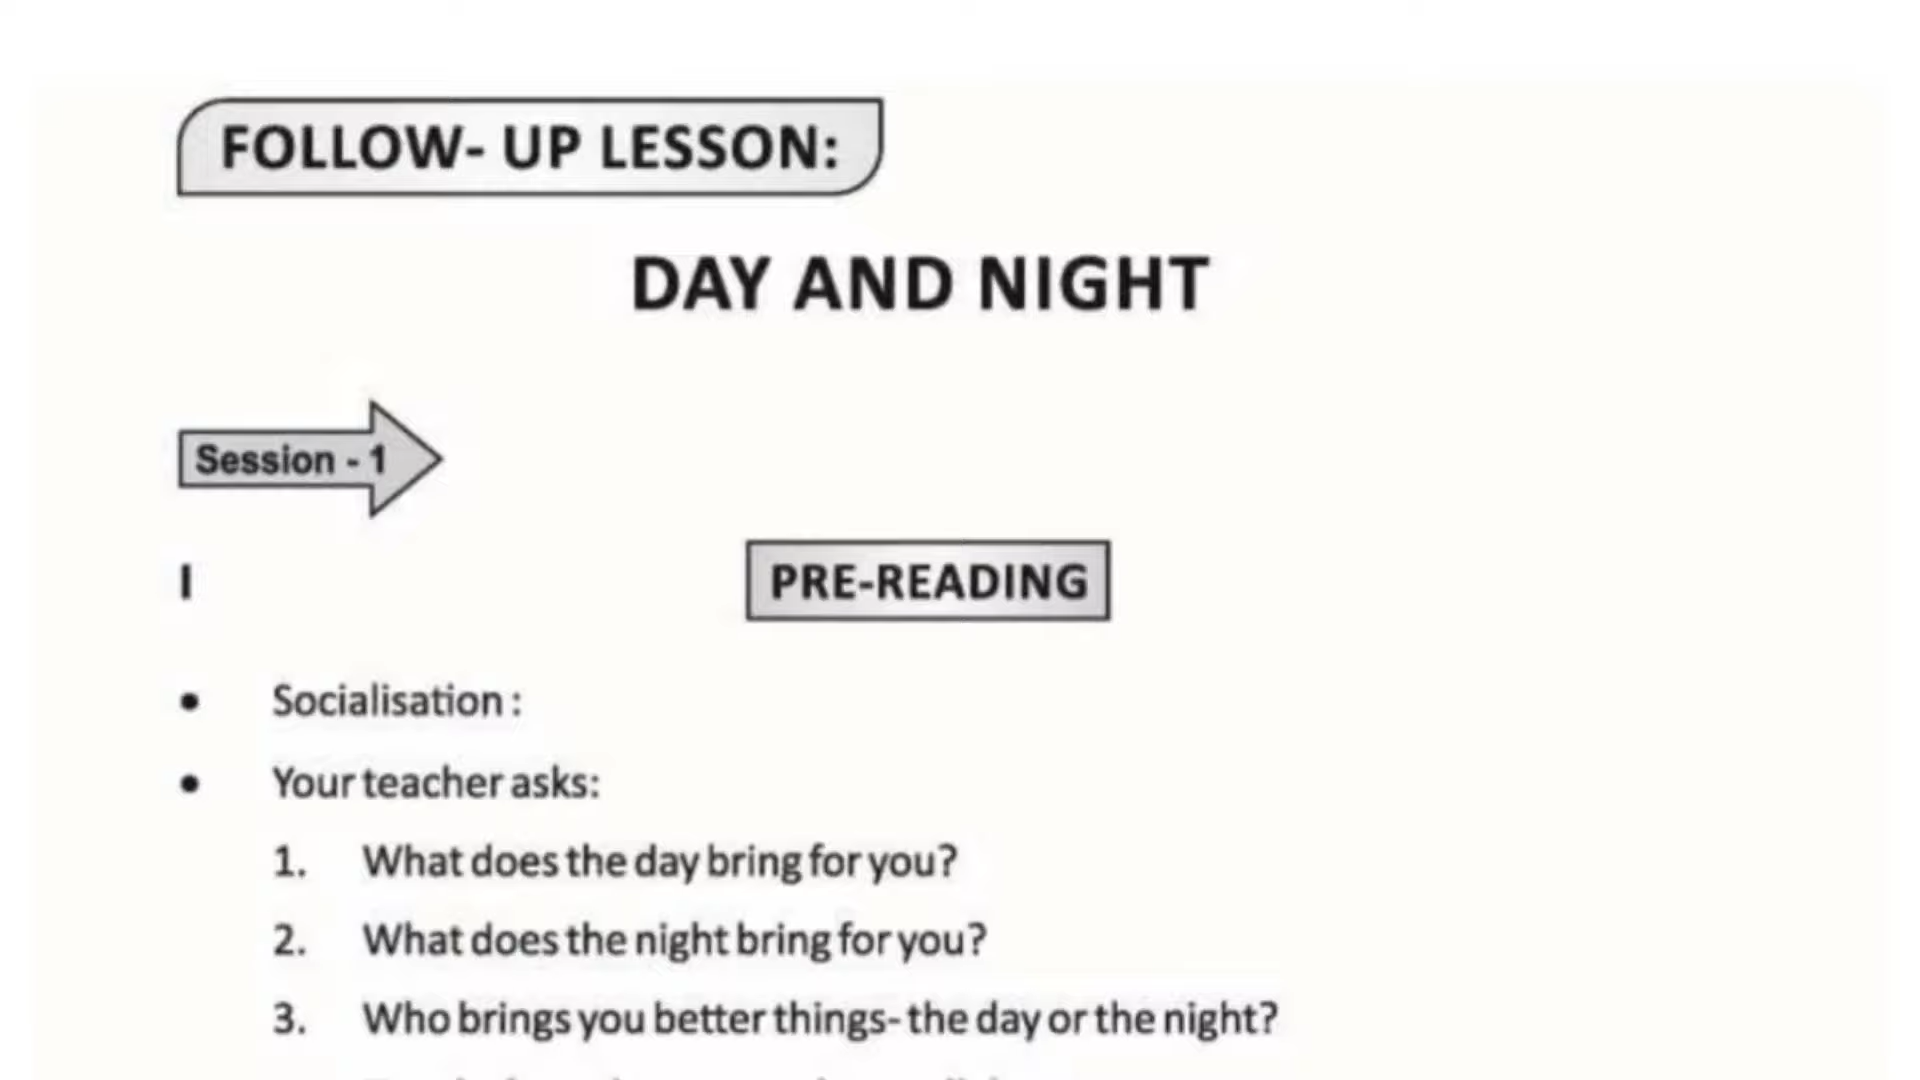 FOLLOW- UP LESSON:
DAY AND NIGHT
Session - 1
I
PRE-READING
• Socialisation :
• Your teacher asks:
1. What does the day bring for you?
2. What does the night bring for you?
3. Who brings you better things- the day or the night?